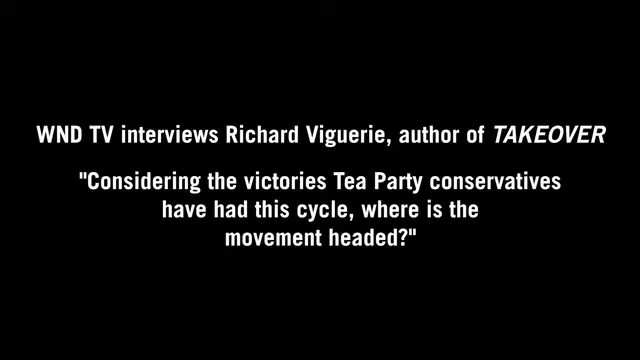 WND TV interviews Richard Viguerie, author of TAKEOVER
"Considering the victories Tea Party conservatives
have had this cycle, where is the
movement headed?"